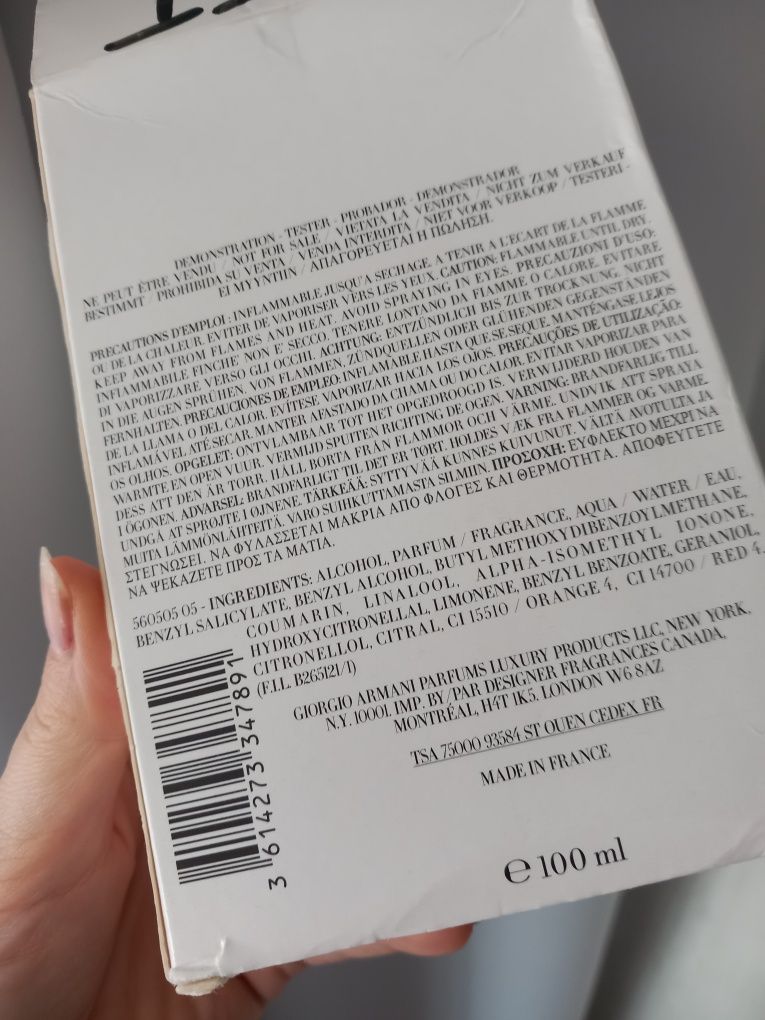 DEMONSTRATION - TESTER - PROBADOR - DEMONSTRADOR
NE PEUT ÊTRE VENDU / NOT FOR SALE / VIETATA LA VENDITA / NICHT ZUM VERKAUF
BESTIMMT / PROHIBIDA SU VENTA / VENDA INTERDITA / NIET VOOR VERKOOP / TESTERI -
EI MYYNTIIN / ΑΠΑΓΟΡΕΥΕΤΑΙ Η ΠΩΛΗΣΗ.
PRECAUTIONS D'EMPLOI : INFLAMMABLE JUSQU'A SECHAGE. A TENIR A L'ECART DE LA FLAMME
OU DE LA CHALEUR. EVITER DE VAPORISER VERS LES YEUX. CAUTION: FLAMMABLE UNTIL DRY.
KEEP AWAY FROM FLAMES AND HEAT. AVOID SPRAYING IN EYES. PRECAUZIONI D'USO:
INFIAMMABILE FINCHE NON E' SECCO. TENERE LONTANO DA FIAMME O CALORE. EVITARE
DI VAPORIZZARE VERSO GLI OCCHI. ACHTUNG: ENTZÜNDLICH BIS ZUR TROCKNUNG. NICHT
IN DIE AUGEN SPRÜHEN. VON FLAMMEN, ZÜNDQUELLEN ODER GLÜHENDEN GEGENSTÄNDEN
FERNHALTEN. PRECAUCIONES DE EMPLEO: INFLAMABLE HASTA QUE SE SEQUE. MANTÉNGASE LEJOS
DE LA LLAMA O DEL CALOR. EVÍTESE VAPORIZAR HACIA LOS OJOS. PRECAUÇÕES DE UTILIZAÇÃO:
INFLAMÁVEL ATÉ SECAR. MANTER AFASTADO DA CHAMA OU DO CALOR. EVITAR VAPORIZAR PARA
OS OLHOS. OPGELET: ONTVLAMBAAR TOT HET OPGEDROOGD IS. VERWIJDERD HOUDEN VAN
WARMTE EN OPEN VUUR. VERMIJD SPUITEN RICHTING DE OGEN. VARNING: BRANDFARLIG TILL
DESS ATT DEN ÄR TORR. HÅLL BORTA FRÅN FLAMMOR OCH VÄRME. UNDVIK ATT SPRAYA
I ÖGONEN. ADVARSEL: BRANDFARLIGT TIL DET ER TØRT. HOLDES VÆK FRA FLAMMER OG VARME.
UNDGÅ AT SPRØJTE I ØJNENE. TÄRKEÄÄ: SYTTYVÄÄ KUNNES KUIVUNUT. VÄLTÄ AVOTULTA JA
MUITA LÄMMÖNLÄHTEITÄ. VARO SUIHKUTTAMASTA SILMIIN. ΠΡΟΣΟΧΗ: ΕΥΦΛΕΚΤΟ ΜΕΧΡΙ ΝΑ
ΣΤΕΓΝΩΣΕΙ. ΝΑ ΦΥΛΑΣΣΕΤΑΙ ΜΑΚΡΙΑ ΑΠΟ ΦΛΟΓΕΣ ΚΑΙ ΘΕΡΜΟΤΗΤΑ. ΑΠΟΦΕΥΓΕΤΕ
ΝΑ ΨΕΚΑΖΕΤΕ ΠΡΟΣ ΤΑ ΜΑΤΙΑ.
560505 05 - INGREDIENTS: ALCOHOL, PARFUM / FRAGRANCE, AQUA / WATER / EAU,
BENZYL SALICYLATE, BENZYL ALCOHOL, BUTYL METHOXYDIBENZOYLMETHANE,
COUMARIN, LINALOOL, ALPHA-ISOMETHYL IONONE,
HYDROXYCITRONELLAL, LIMONENE, BENZYL BENZOATE, GERANIOL,
CITRONELLOL, CITRAL, CI 15510 / ORANGE 4, CI 14700 / RED 4.
(F.I.L. B265121/1)
3 614273 347891
GIORGIO ARMANI PARFUMS LUXURY PRODUCTS LLC, NEW YORK,
N.Y. 10001. IMP. BY/PAR DESIGNER FRAGRANCES CANADA,
MONTRÉAL, H4T 1K5. LONDON W6 8AZ
TSA 75000 93584 ST OUEN CEDEX FR
MADE IN FRANCE
e 100 ml